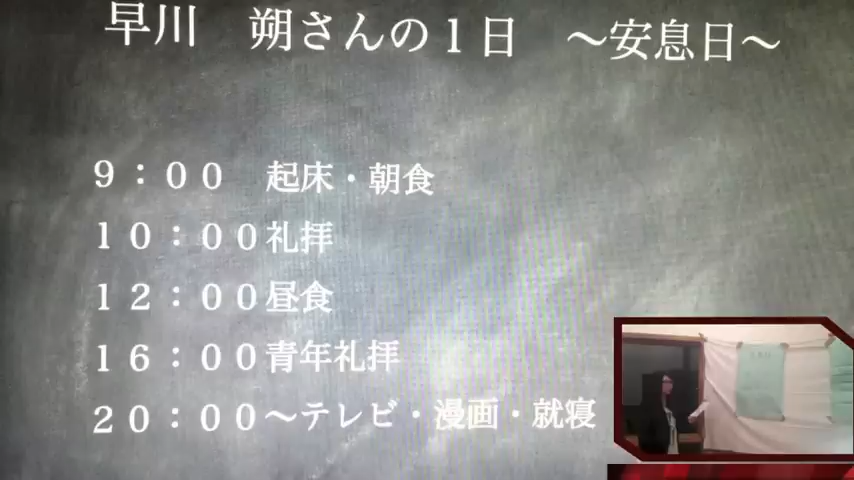 早川　朔さんの１日　～安息日～
９：００　起床・朝食
１０：００礼拝
１２：００昼食
１６：００青年礼拝
２０：００～テレビ・漫画・就寝